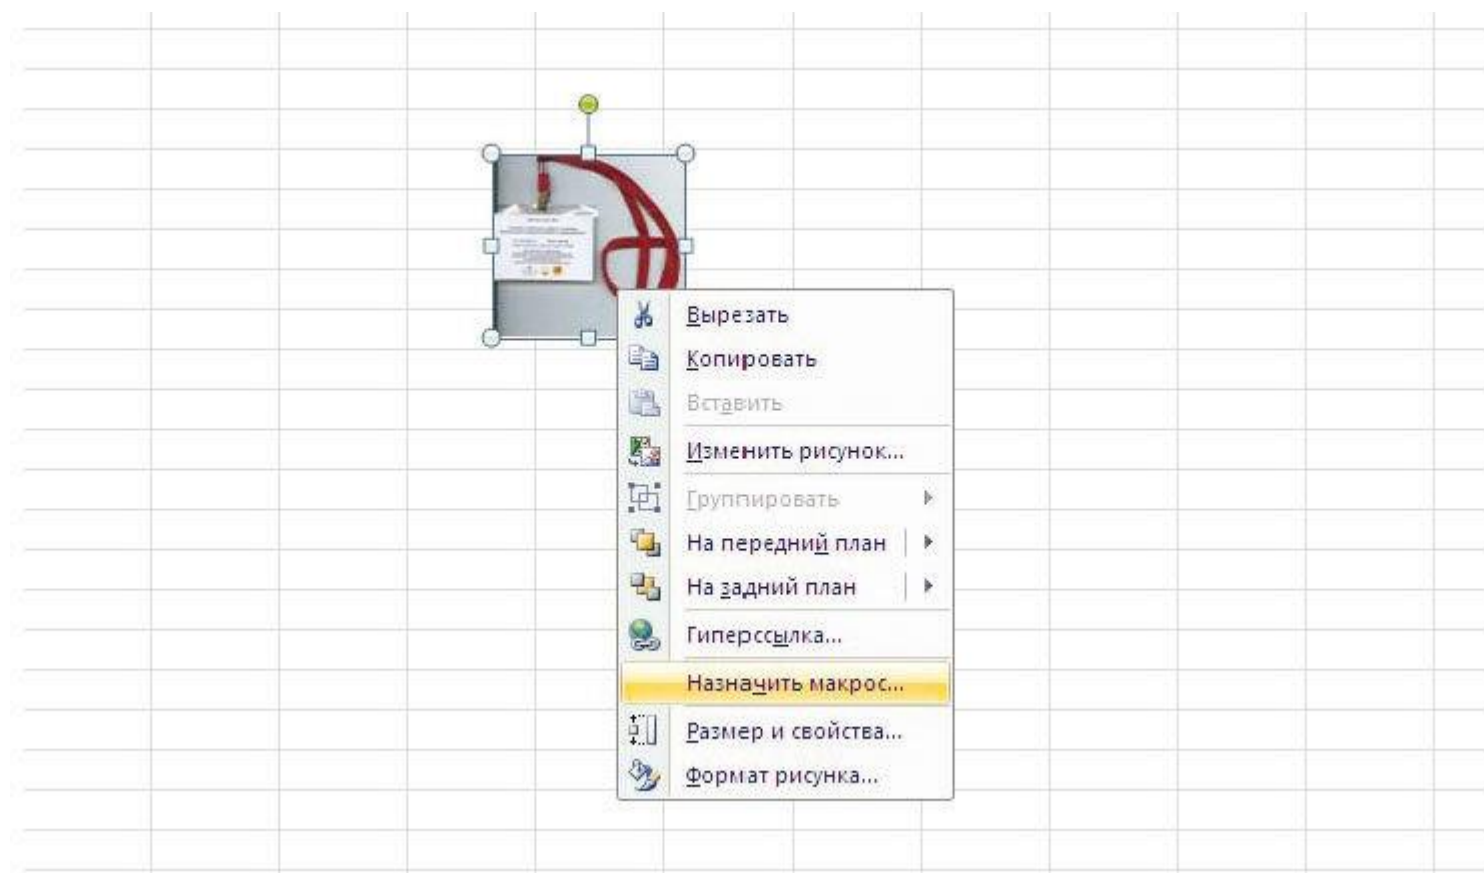 Вырезать
Копировать
Вставить
Изменить рисунок...
Группировать
На передний план
На задний план
Гиперссылка...
Назначить макрос...
Размер и свойства...
Формат рисунка...